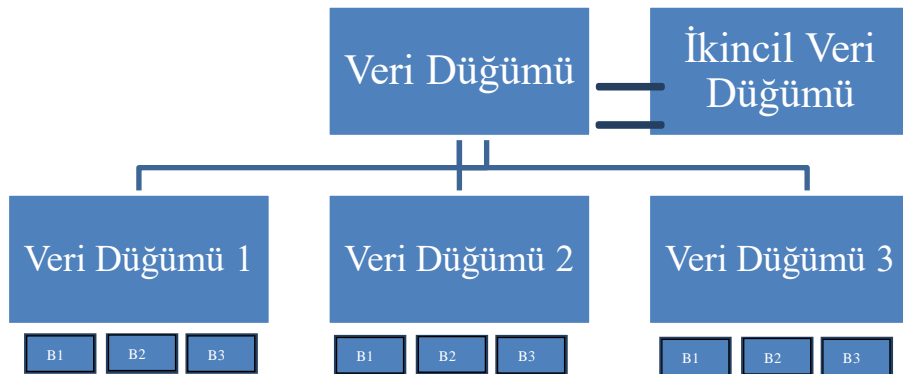 Veri Düğümü
İkincil Veri
Düğümü
Veri Düğümü 1
Veri Düğümü 2
Veri Düğümü 3
B1
B2
B3
B1
B2
B3
B1
B2
B3